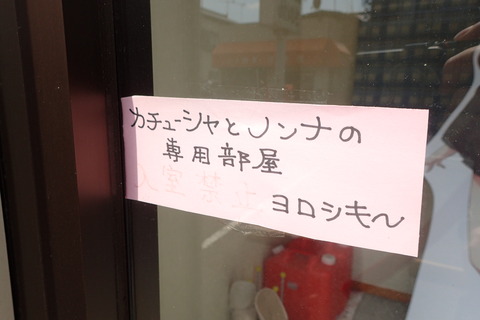 カチューシャとノンナの
専用部屋
入室禁止
ヨロシキ〜